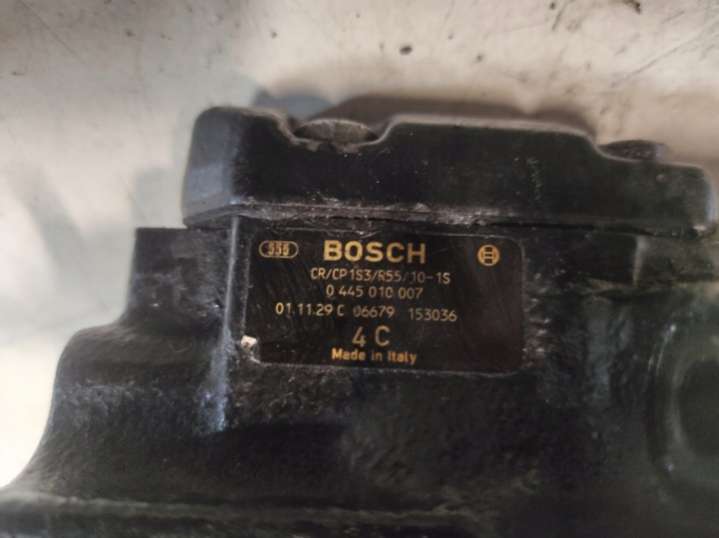 555 BOSCH
CR/CP1S3/R55/10-1S
0 445 010 007
01.11.29 C 06679 153036
4 C
Made in Italy